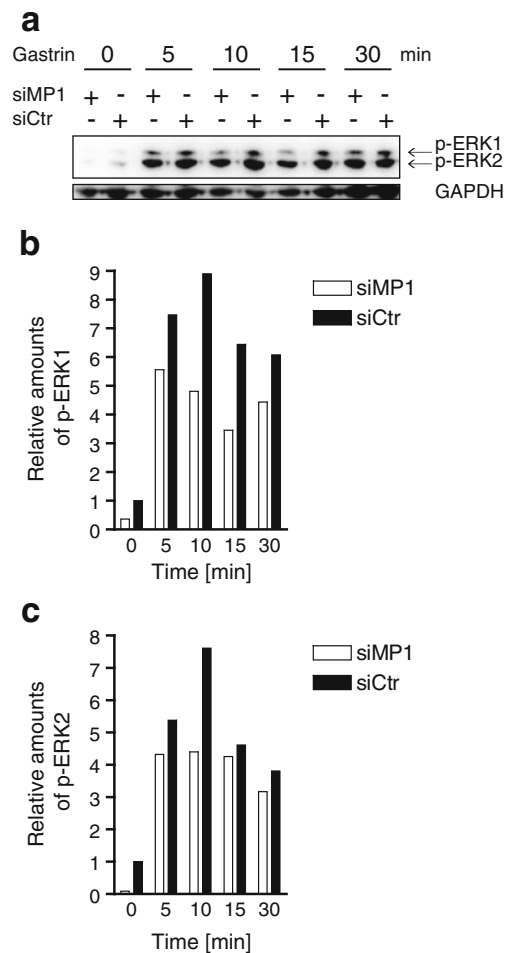 a
Gastrin 0 5 10 15 30 min
siMP1 + - + - + - + - + -
siCtr - + - + - + - + - +
p-ERK1
p-ERK2
GAPDH
b
9
8
7
6
5
4
3
2
1
0
Relative amounts
of p-ERK1
siMP1
siCtr
0 5 10 15 30
Time [min]
c
8
7
6
5
4
3
2
1
0
Relative amounts
of p-ERK2
siMP1
siCtr
0 5 10 15 30
Time [min]